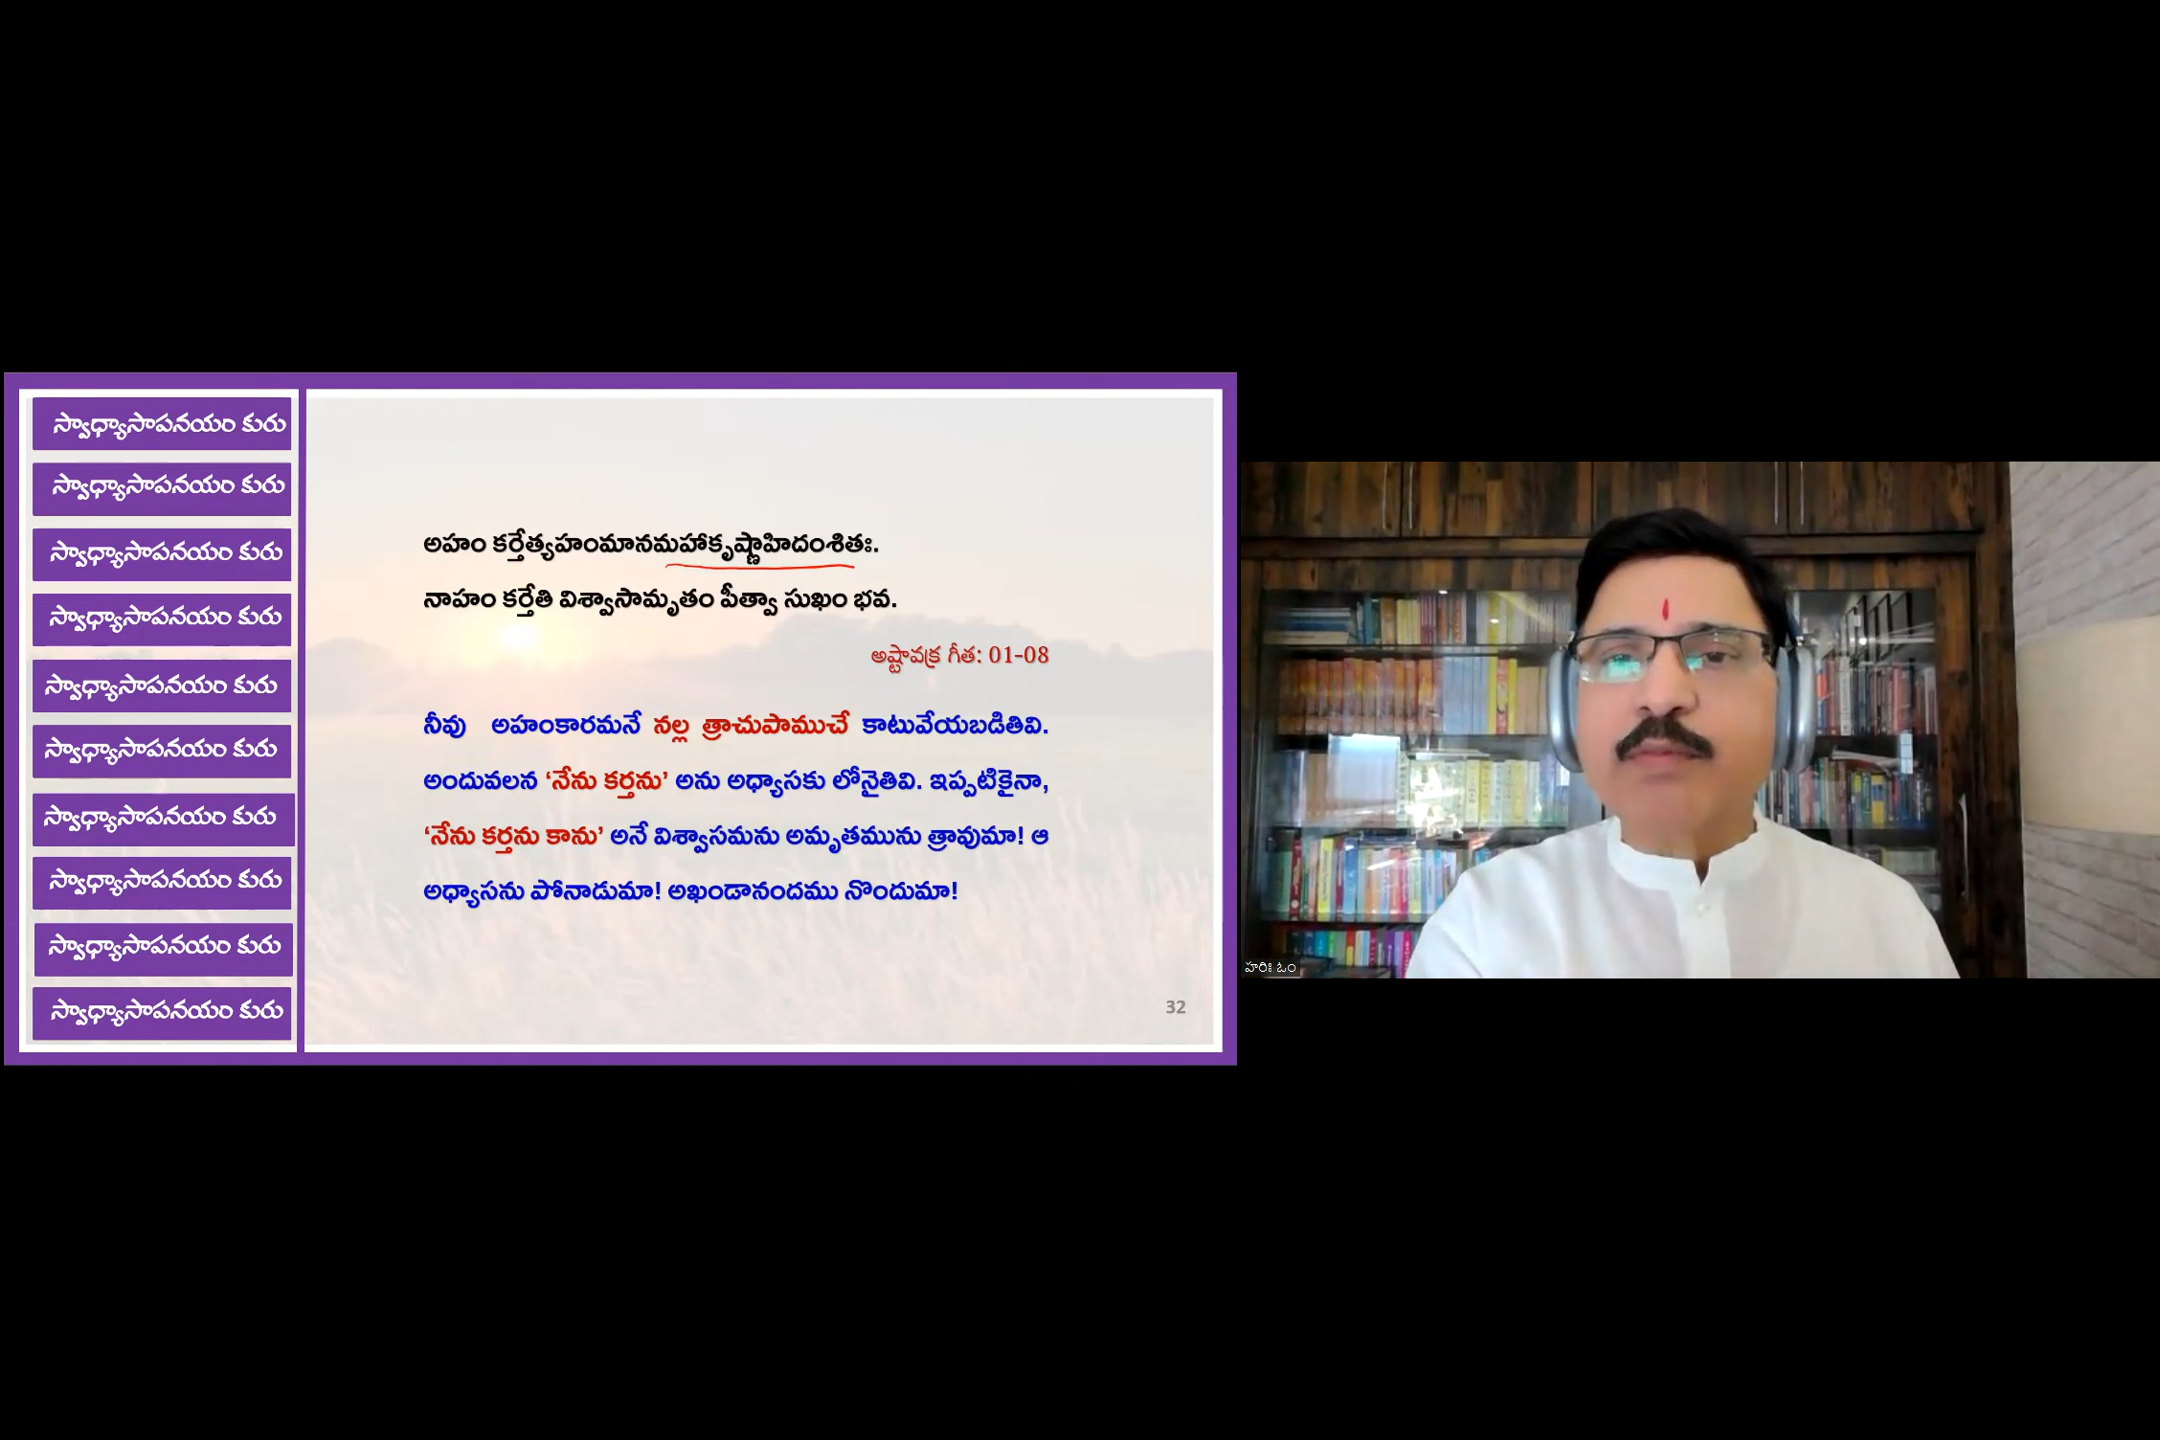 స్వాధ్యాసాపనయం కురు
స్వాధ్యాసాపనయం కురు
స్వాధ్యాసాపనయం కురు
స్వాధ్యాసాపనయం కురు
స్వాధ్యాసాపనయం కురు
స్వాధ్యాసాపనయం కురు
స్వాధ్యాసాపనయం కురు
స్వాధ్యాసాపనయం కురు
స్వాధ్యాసాపనయం కురు
స్వాధ్యాసాపనయం కురు
అహం కర్తేత్యహంమానమహాకృష్ణాహిదంశితః.
నాహం కర్తేతి విశ్వాసామృతం పీత్వా సుఖం భవ.
అష్టావక్ర గీత: 01-08
నీవు అహంకారమనే నల్ల త్రాచుపాముచే కాటువేయబడితివి.
అందువలన ‘నేను కర్తను’ అను అధ్యాసకు లోనైతివి. ఇప్పటికైనా,
‘నేను కర్తను కాను’ అనే విశ్వాసమను అమృతమును త్రావుమా! ఆ
అధ్యాసను పోనాడుమా! అఖండానందము నొందుమా!
32
హరిః ఓం